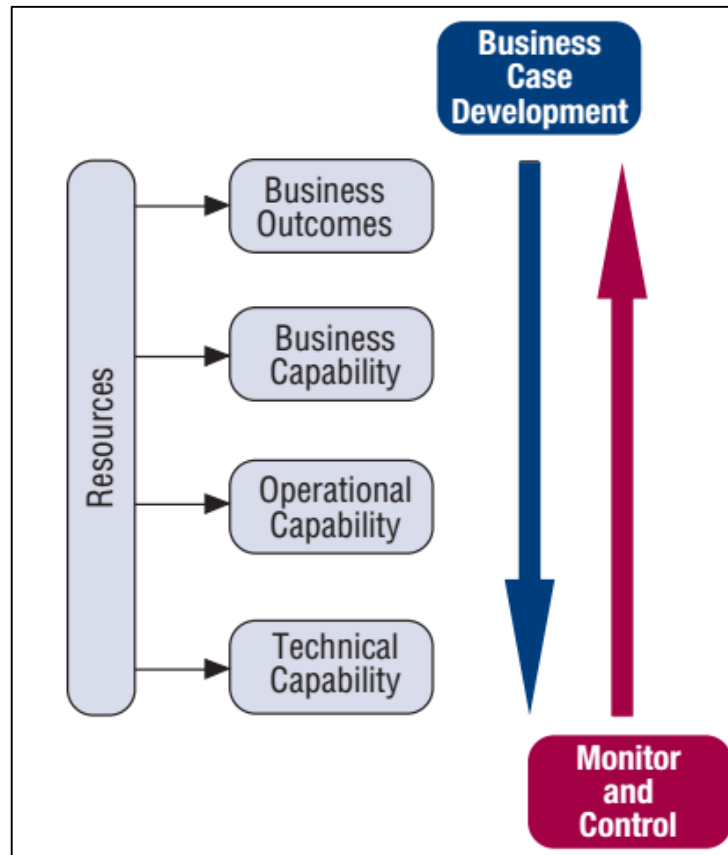 Business
Case
Development
Resources
Business
Outcomes
Business
Capability
Operational
Capability
Technical
Capability
Monitor
and
Control